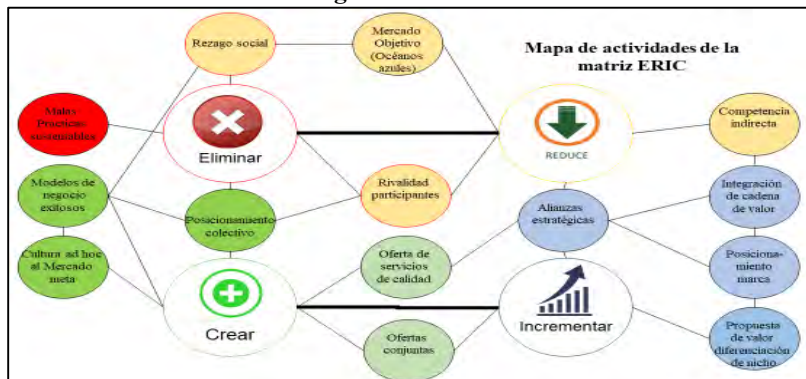 Rezago social
Mercado
Objetivo
(Océanos
azules)
Mapa de actividades de la
matriz ERIC
Malas
Prácticas
sustentables
Eliminar
REDUCE
Competencia
indirecta
Modelos de
negocio
exitosos
Posicionamiento
colectivo
Rivalidad
participantes
Alianzas
estratégicas
Integración
de cadena
de valor
Cultura ad hoc
al Mercado
meta
Oferta de
servicios
de calidad
Posiciona-
miento
marca
Crear
Incrementar
Ofertas
conjuntas
Propuesta
de valor
diferenciación
de nicho